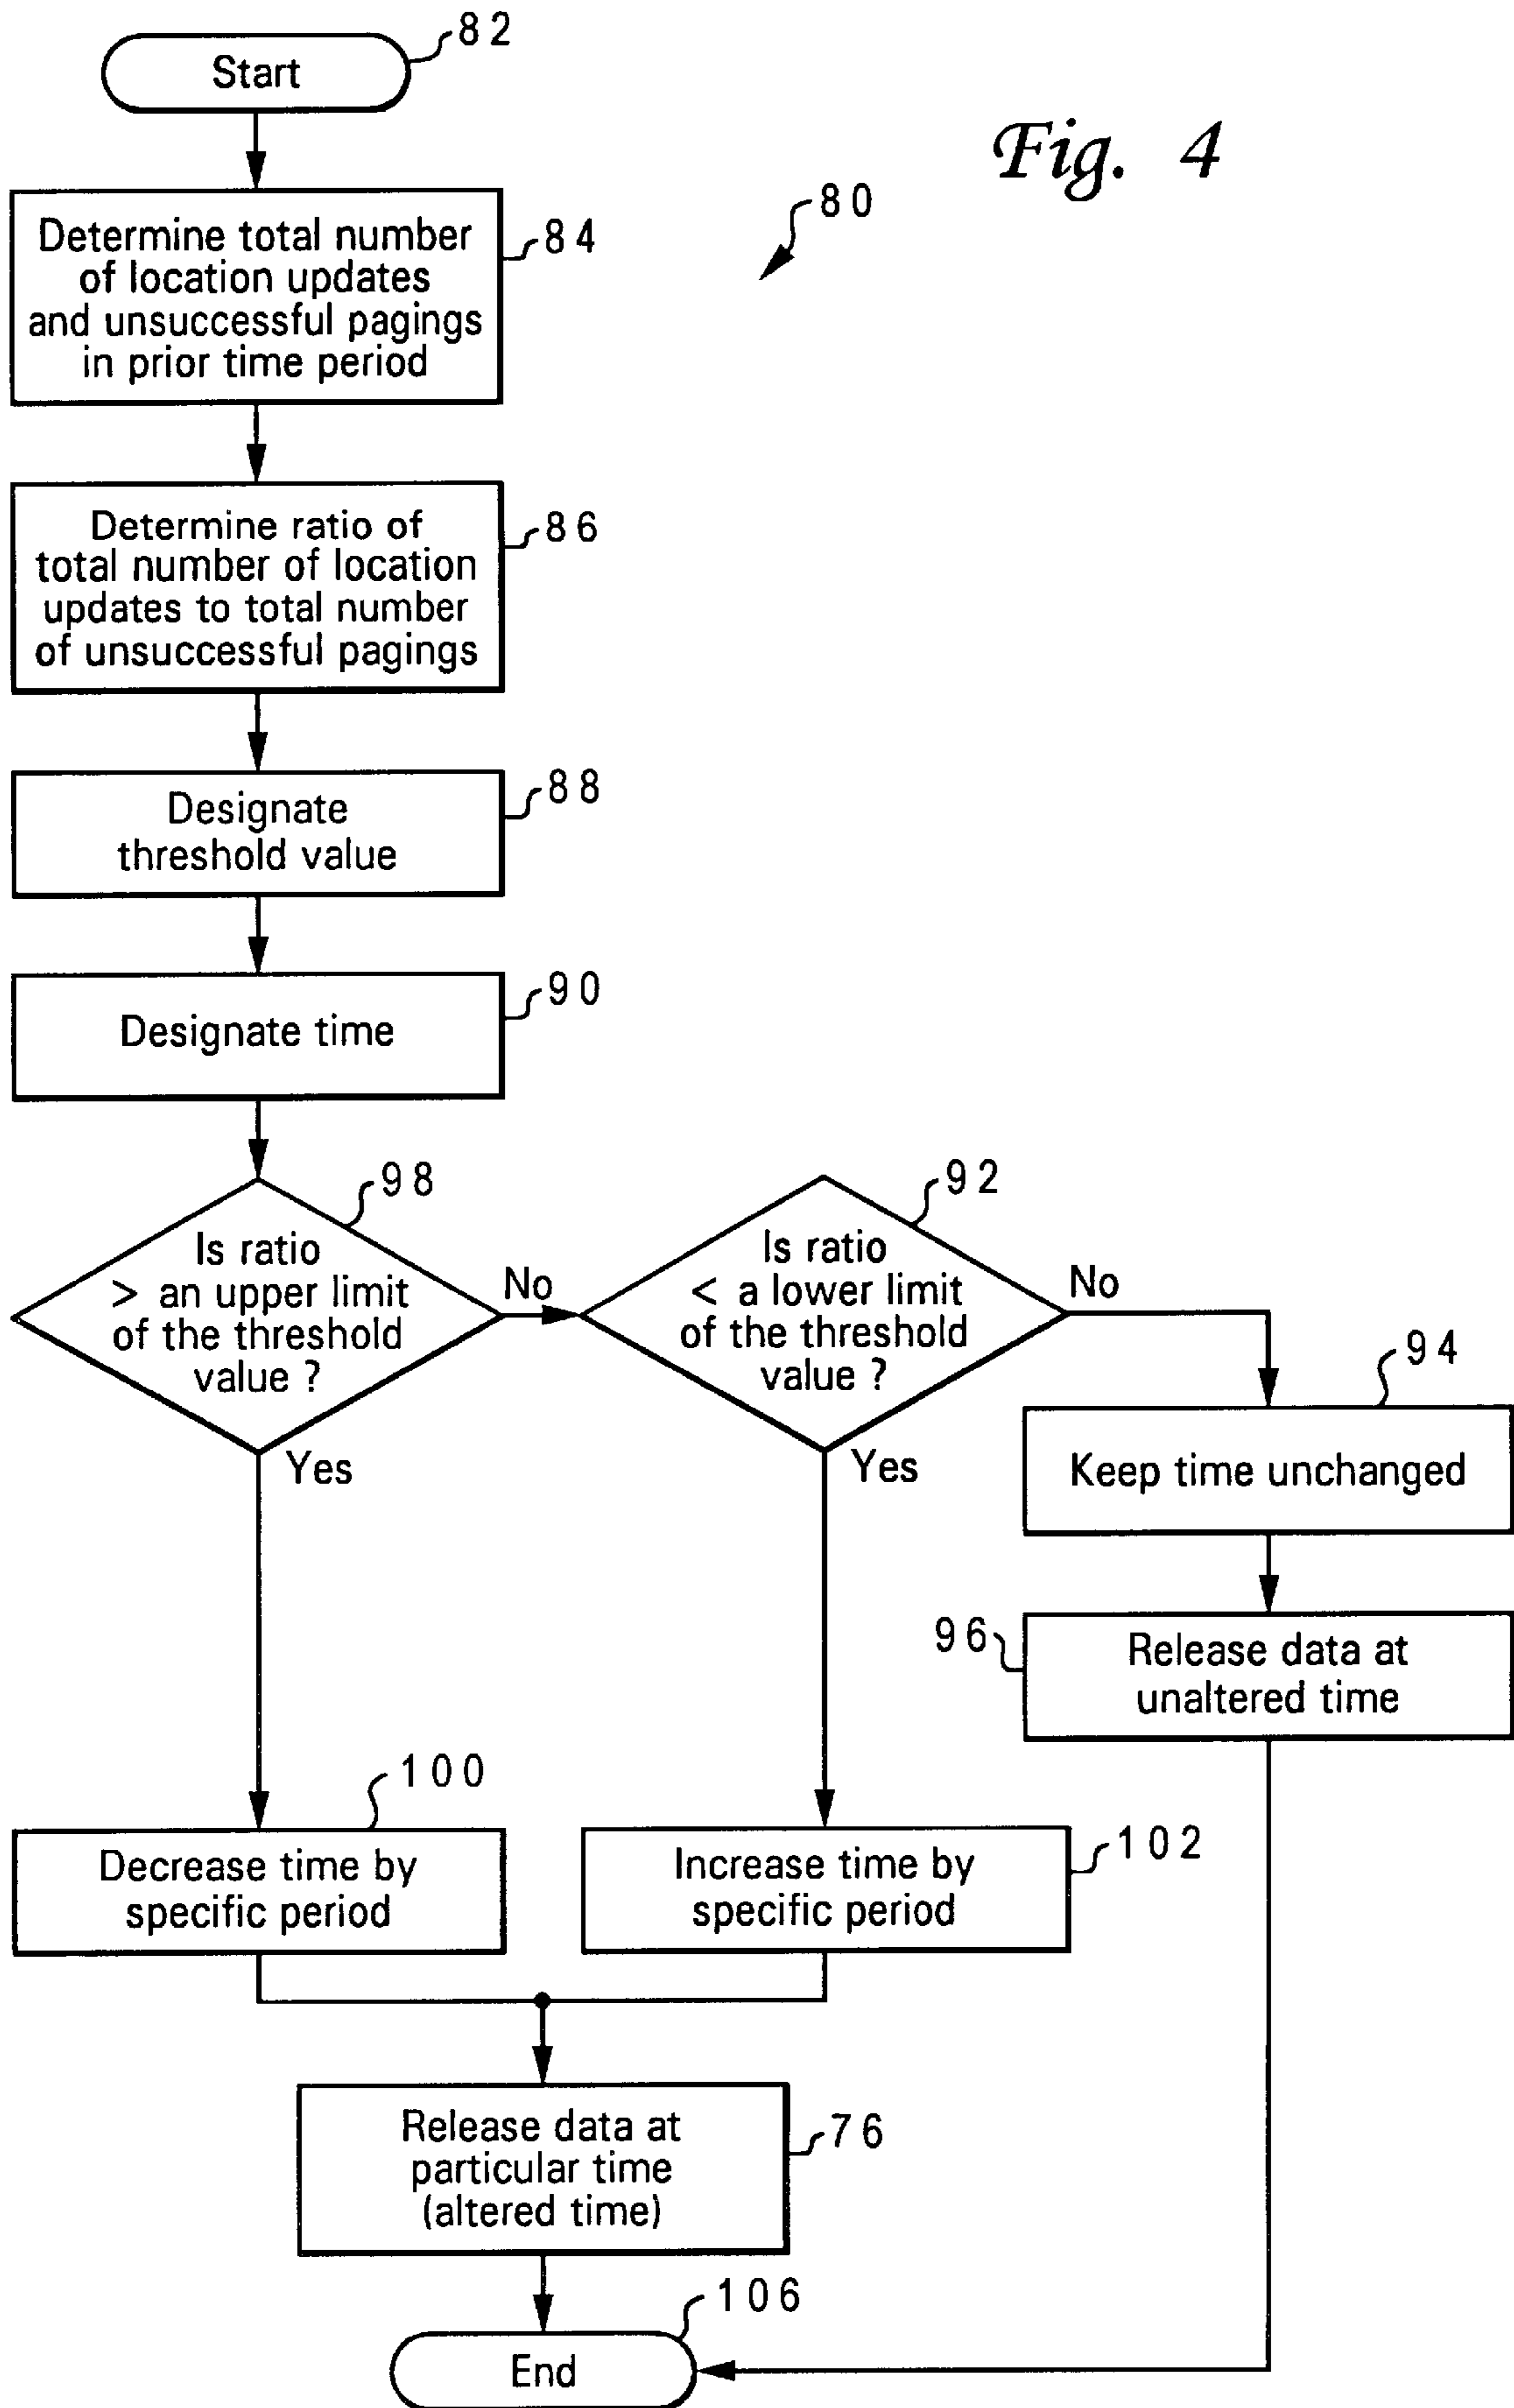 82
Start
Fig. 4
80
Determine total number
of location updates
and unsuccessful pagings
in prior time period
84
Determine ratio of
total number of location
updates to total number
of unsuccessful pagings
86
Designate
threshold value
88
Designate time
90
Is ratio
> an upper limit
of the threshold
value ?
98
No
Yes
Is ratio
< a lower limit
of the threshold
value ?
92
No
Yes
94
Keep time unchanged
96
Release data at
unaltered time
100
Decrease time by
specific period
Increase time by
specific period
102
Release data at
particular time
(altered time)
76
106
End